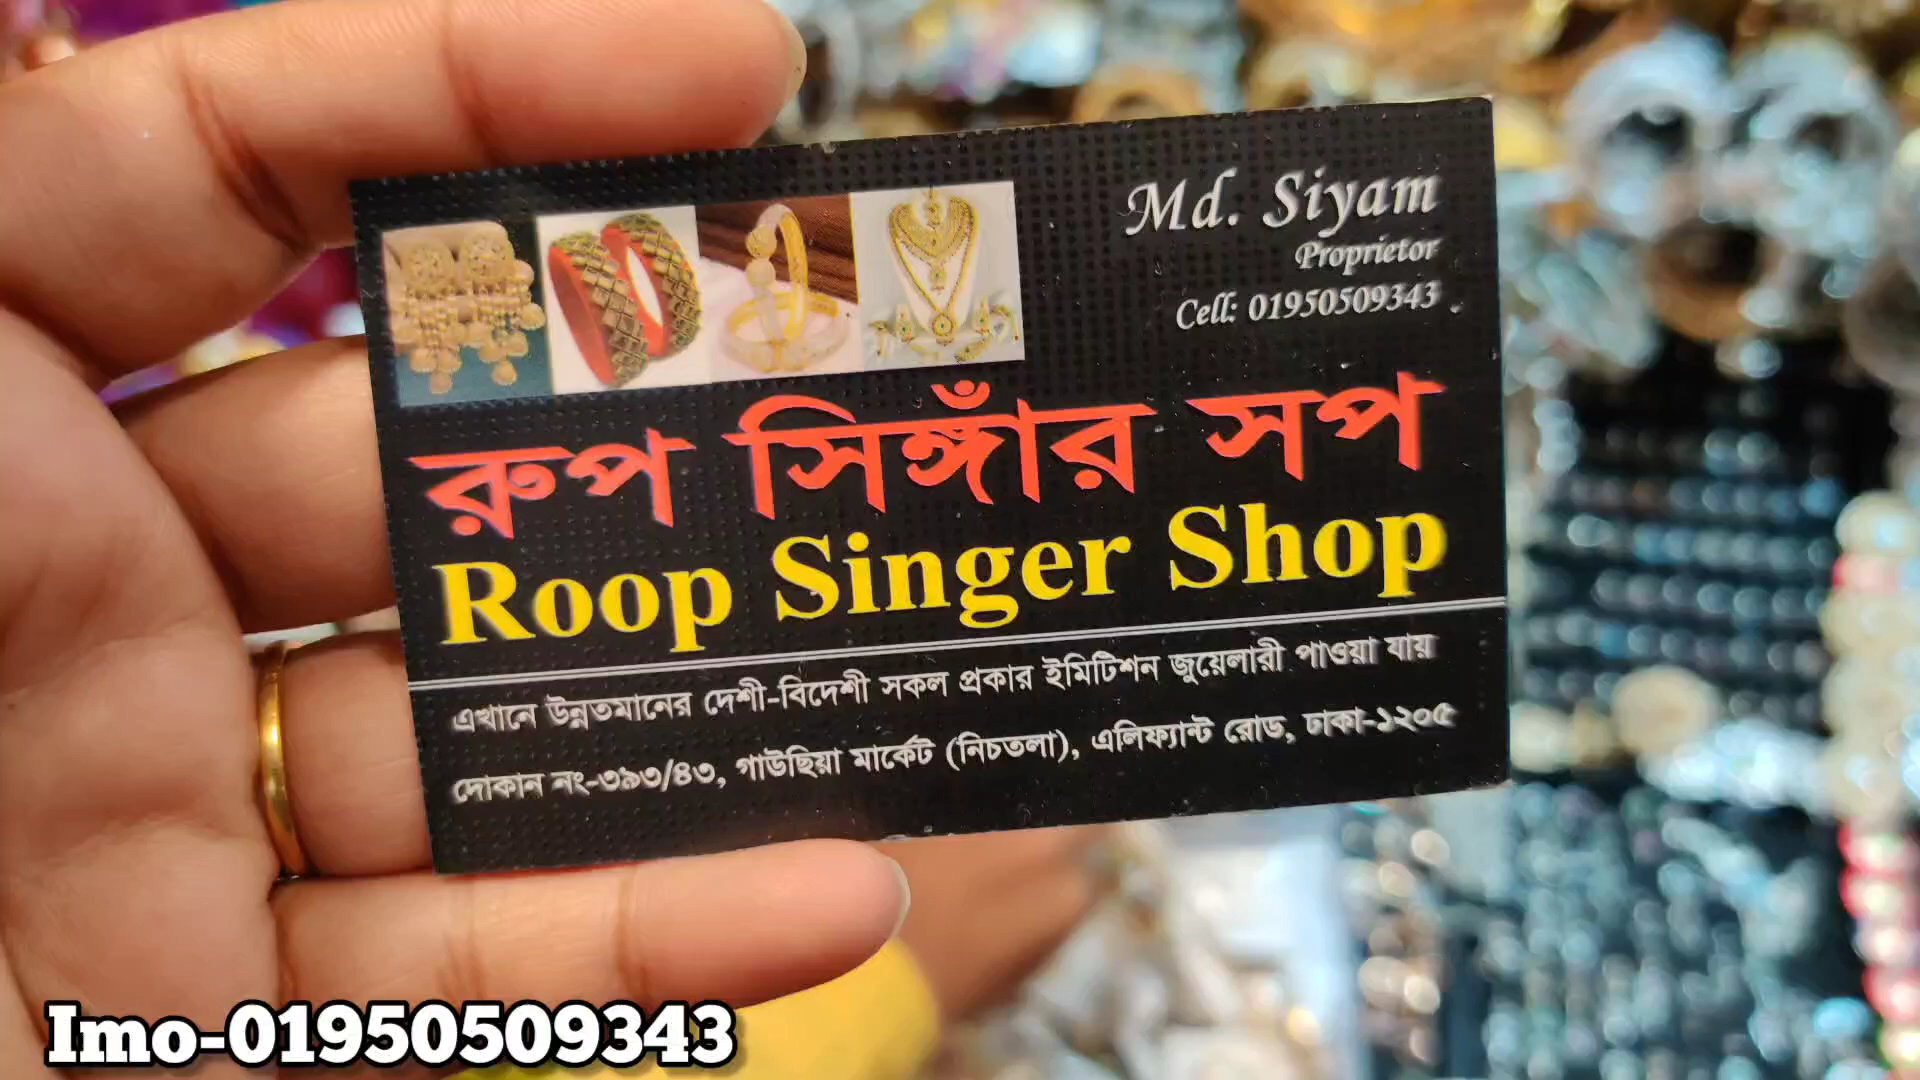 Md. Siyam
Proprietor
Cell: 01950509343
রুপ সিঙ্গাঁর সপ
Roop Singer Shop
এখানে উন্নতমানের দেশী-বিদেশী সকল প্রকার ইমিটিশন জুয়েলারী পাওয়া যায়
দোকান নং-৩৯৩/৪৩, গাউছিয়া মার্কেট (নিচতলা), এলিফ্যান্ট রোড, ঢাকা-১২০৫
Imo-01950509343